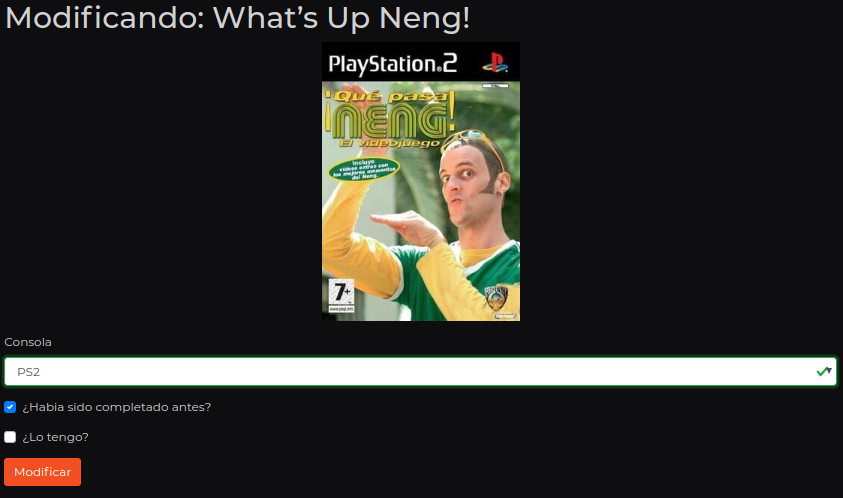 Modificando: What’s Up Neng!
PlayStation.2
¡Qué pasa
NENG!
El videojuego
Incluye
vídeos extras con
los mejores momentos
del Neng.
7+
www.pegi.info
Consola
PS2
¿Habia sido completado antes?
¿Lo tengo?
Modificar